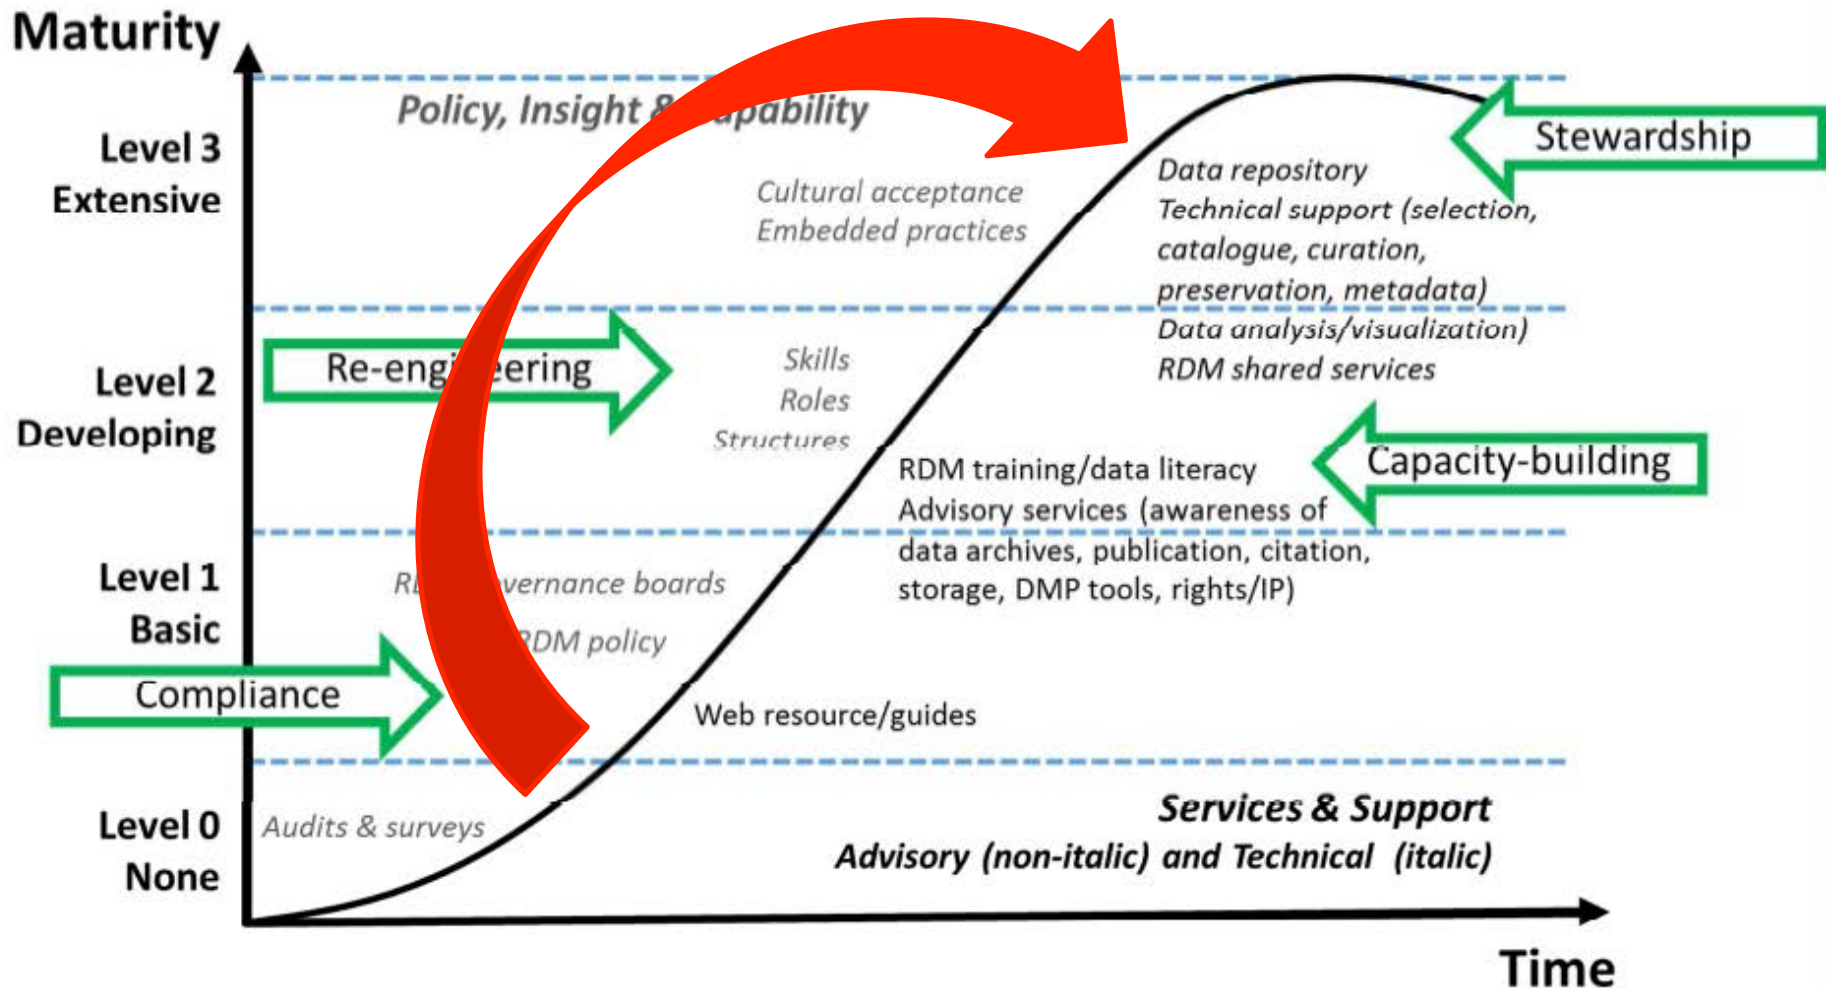 Maturity
Policy, Insight & Capability
Level 3
Extensive
Stewardship
Data repository
Technical support (selection,
catalogue, curation,
preservation, metadata)
Data analysis/visualization)
RDM shared services
Cultural acceptance
Embedded practices
Level 2
Developing
Re-engineering
Skills
Roles
Structures
Capacity-building
RDM training/data literacy
Advisory services (awareness of
data archives, publication, citation,
storage, DMP tools, rights/IP)
Level 1
Basic
RDM governance boards
RDM policy
Compliance
Web resource/guides
Level 0
None
Audits & surveys
Services & Support
Advisory (non-italic) and Technical (italic)
Time